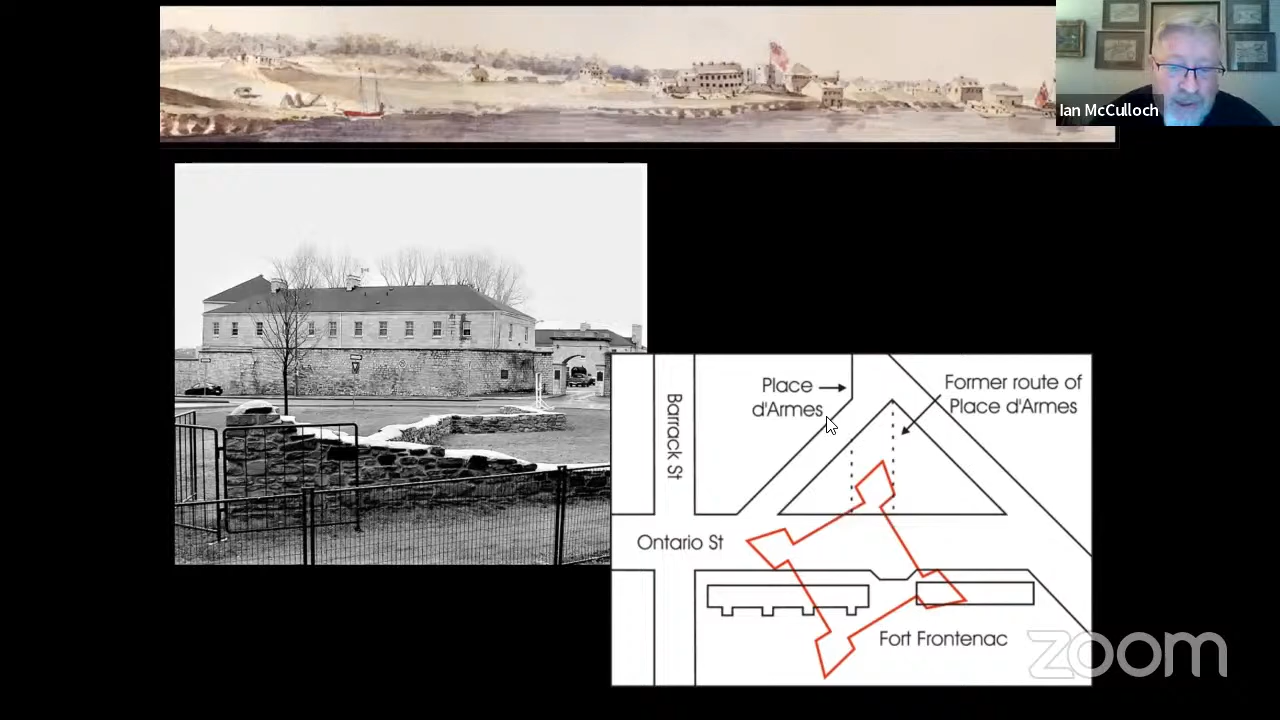 Ian McCulloch
Place
d'Armes
Former route of
Place d'Armes
Barrack St
Ontario St
Fort Frontenac
zoom